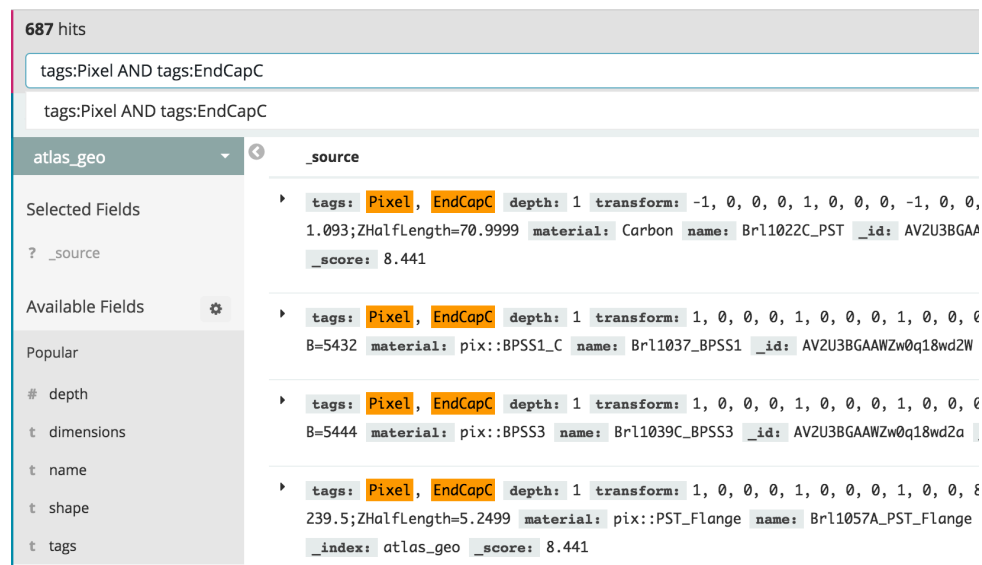 687 hits
tags:Pixel AND tags:EndCapC
tags:Pixel AND tags:EndCapC
atlas_geo
Selected Fields
? _source
Available Fields
Popular
# depth
t dimensions
t name
t shape
t tags
_source
tags: Pixel, EndCapC depth: 1 transform: -1, 0, 0, 0, 1, 0, 0, 0, -1, 0, 0,
1.093;ZHalfLength=70.9999 material: Carbon name: Brl1022C_PST _id: AV2U3BGAA
_score: 8.441
tags: Pixel, EndCapC depth: 1 transform: 1, 0, 0, 0, 1, 0, 0, 0, 1, 0, 0, 0
B=5432 material: pix::BPSS1_C name: Brl1037_BPSS1 _id: AV2U3BGAAWZw0q18wd2W
tags: Pixel, EndCapC depth: 1 transform: 1, 0, 0, 0, 1, 0, 0, 0, 1, 0, 0, 0
B=5444 material: pix::BPSS3 name: Brl1039C_BPSS3 _id: AV2U3BGAAWZw0q18wd2a
tags: Pixel, EndCapC depth: 1 transform: 1, 0, 0, 0, 1, 0, 0, 0, 1, 0, 0, 8
239.5;ZHalfLength=5.2499 material: pix::PST_Flange name: Brl1057A_PST_Flange
_index: atlas_geo _score: 8.441